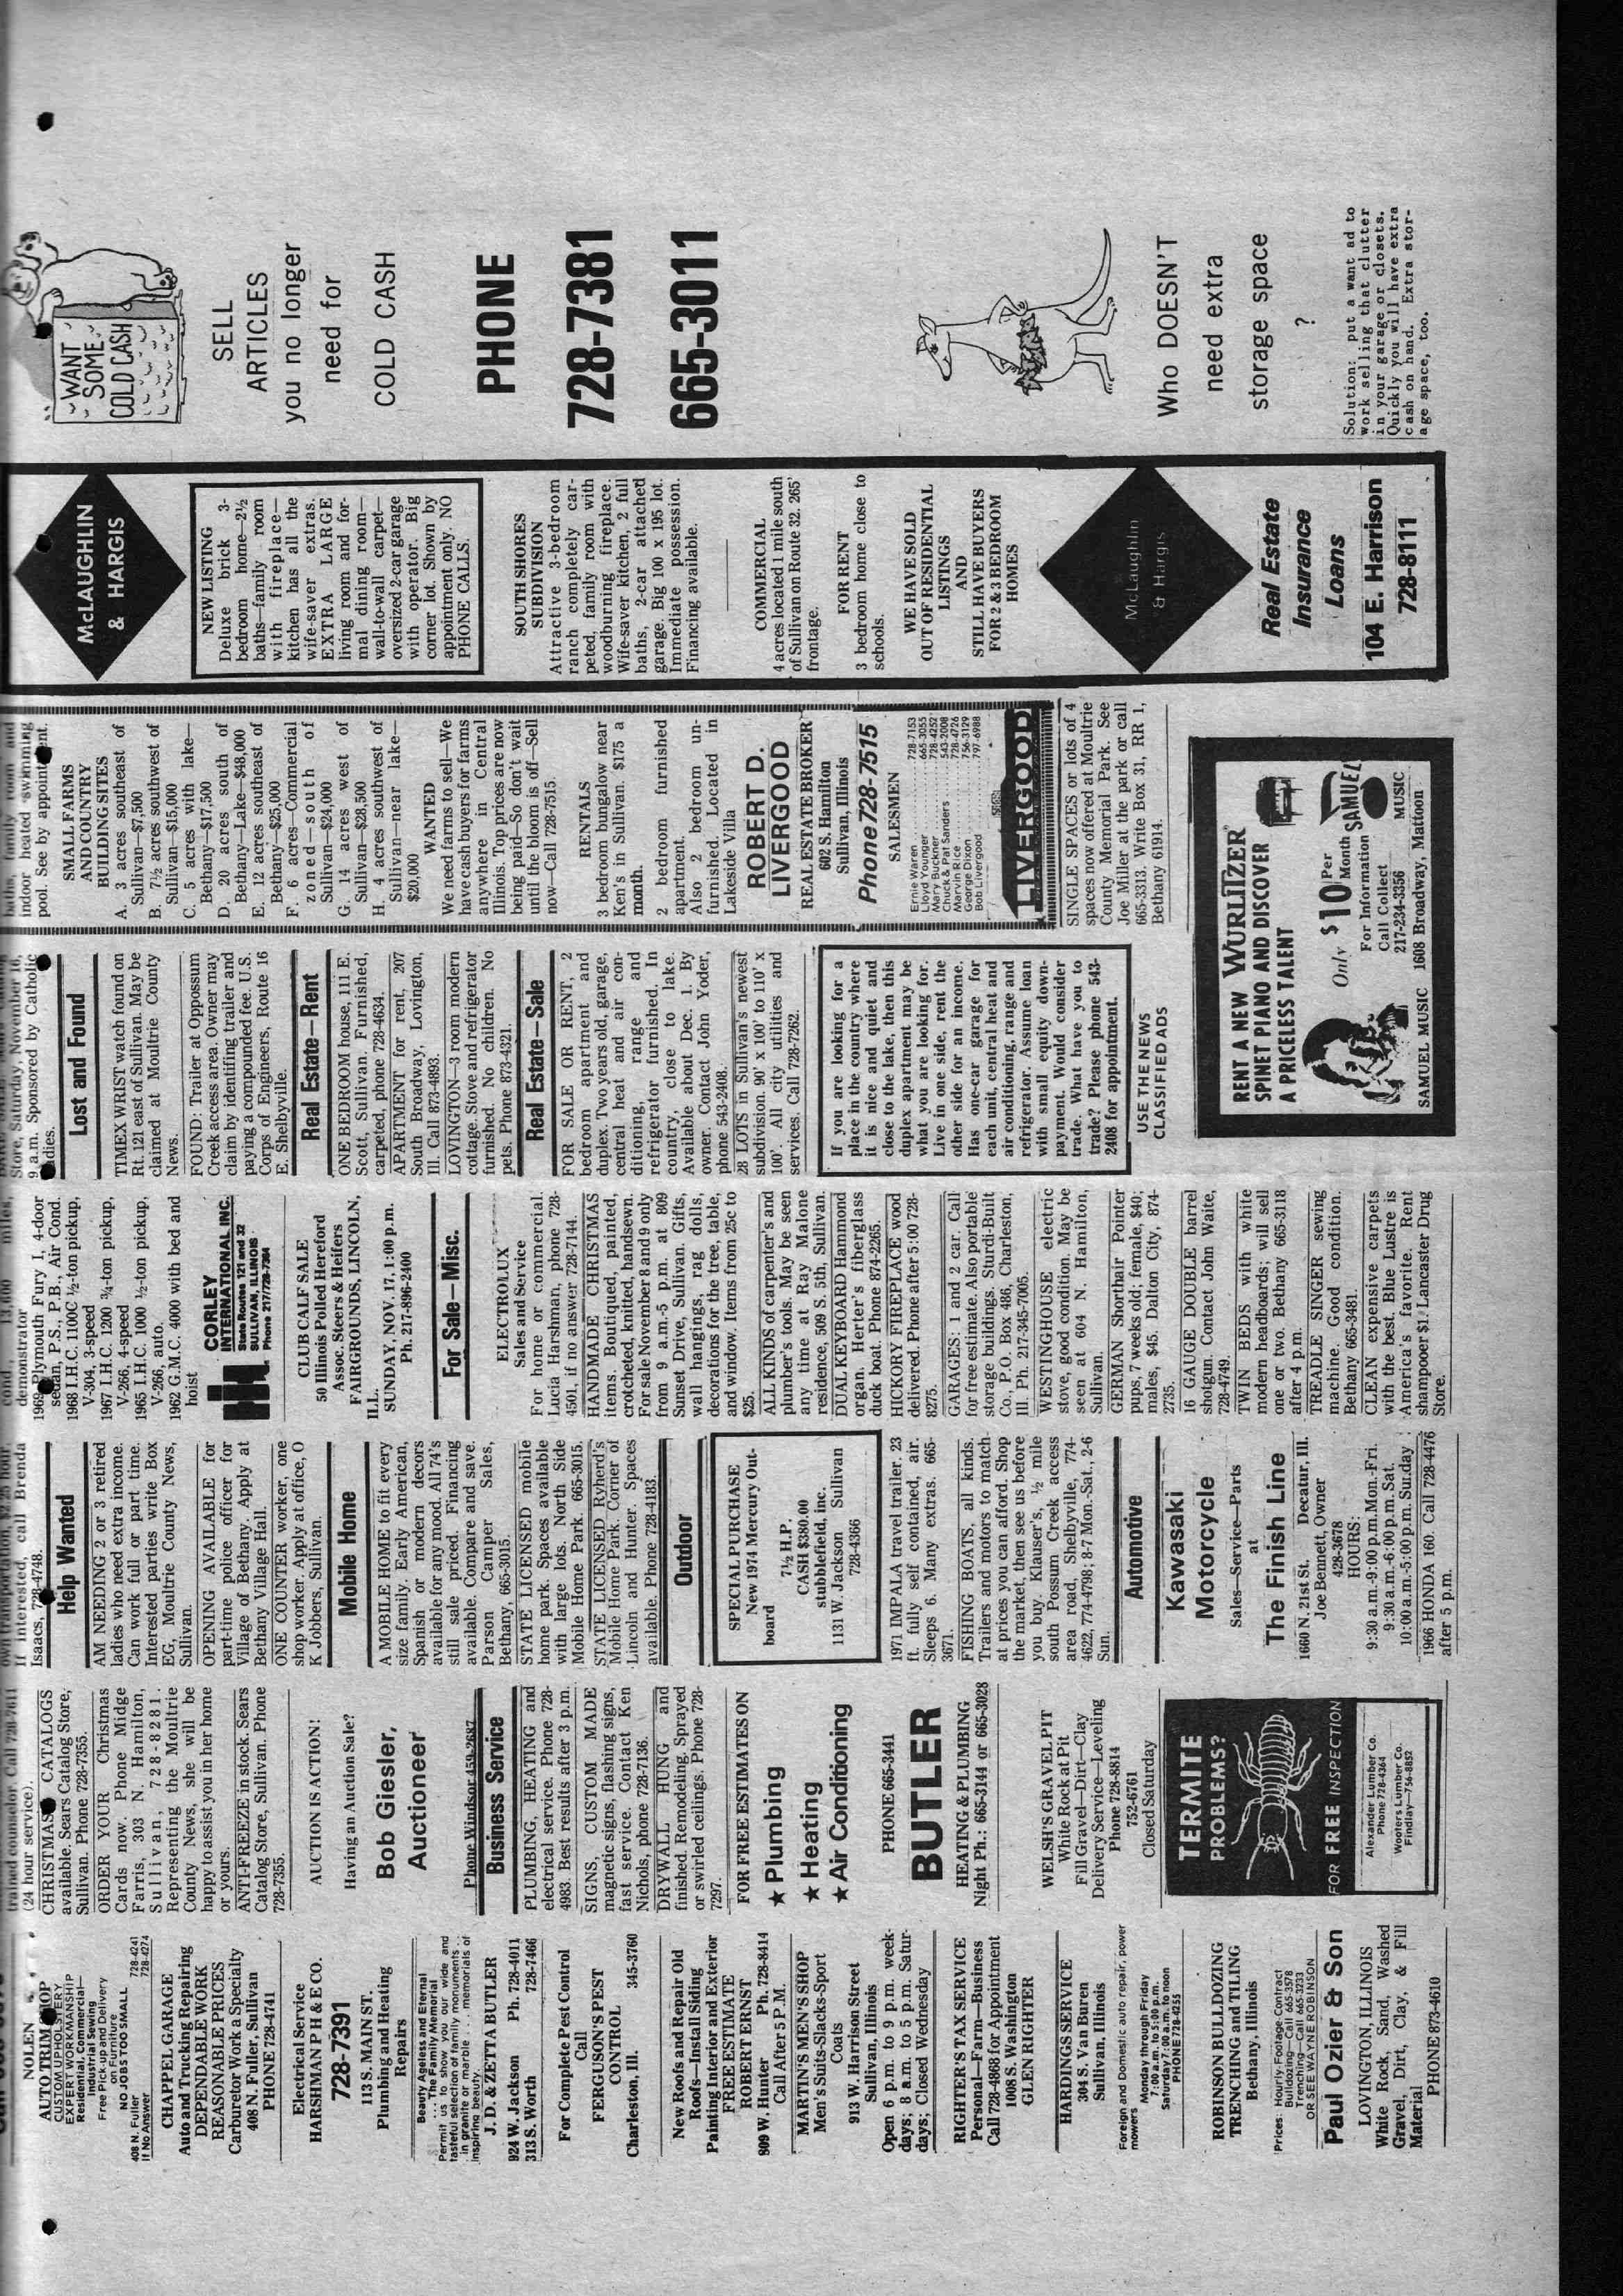 NOLEN
AUTO TRIM SHOP
CUSTOM UPHOLSTERY
EXPERT WORKMANSHIP
Residential, Commercial—
Industrial Sewing
Free Pick-up and Delivery
on Furniture
NO JOBS TOO SMALL
408 N. Fuller 728-4241
If No Answer 728-4274
CHAPPEL GARAGE
Auto and Trucking Repairing
DEPENDABLE WORK
REASONABLE PRICES
Carburetor Work a Specialty
408 N. Fuller, Sullivan
PHONE 728-4741
Electrical Service
HARSHMAN P H & E CO.
728-7391
113 S. MAIN ST.
Plumbing and Heating
Repairs
Beauty Ageless and Eternal
. . . The Family Memorial
Permit us to show you our wide and
tasteful selection of family monuments . . .
in granite or marble . . . memorials of
inspiring beauty.
J. D. & ZETTA BUTLER
924 W. Jackson Ph. 728-4011
313 S. Worth 728-7466
For Complete Pest Control
Call
FERGUSON'S PEST
CONTROL
Charleston, Ill. 345-3760
New Roofs and Repair Old
Roofs—Install Siding
Painting Interior and Exterior
FREE ESTIMATE
ROBERT ERNST
809 W. Hunter Ph. 728-8414
Call After 5 P.M.
MARTIN'S MEN'S SHOP
Men's Suits-Slacks-Sport
Coats
913 W. Harrison Street
Sullivan, Illinois
Open 6 p.m. to 9 p.m. week-
days; 8 a.m. to 5 p.m. Satur-
days; Closed Wednesday
RIGHTER'S TAX SERVICE
Personal—Farm—Business
Call 728-4868 for Appointment
1008 S. Washington
GLEN RIGHTER
HARDINGS SERVICE
304 S. Van Buren
Sullivan, Illinois
Foreign and Domestic auto repair, power
mowers
Monday through Friday
7:00 a.m. to 5:00 p.m.
Saturday 7:00 a.m. to noon
PHONE 728-4255
ROBINSON BULLDOZING
TRENCHING and TILING
Bethany, Illinois
Prices: Hourly-Footage-Contract
Bulldozing—Call 665-3578
Trenching—Call 665-3233
OR SEE WAYNE ROBINSON
Paul Ozier & Son
LOVINGTON, ILLINOIS
White Rock, Sand, Washed
Gravel, Dirt, Clay, & Fill
Material
PHONE 873-4610
trained counselor. Call 728-7611
(24 hour service).
CHRISTMAS CATALOGS
available. Sears Catalog Store,
Sullivan. Phone 728-7355.
ORDER YOUR Christmas
Cards now. Phone Midge
Farris, 303 N. Hamilton,
Sullivan, 728-8281.
Representing the Moultrie
County News, she will be
happy to assist you in her home
or yours.
ANTI-FREEZE in stock. Sears
Catalog Store, Sullivan. Phone
728-7355.
AUCTION IS ACTION!
Having an Auction Sale?
Bob Giesler,
Auctioneer
Phone Windsor 459-2687
Business Service
PLUMBING, HEATING and
electrical service. Phone 728-
4983. Best results after 3 p.m.
SIGNS, CUSTOM MADE
magnetic signs, flashing signs,
fast service. Contact Ken
Nichols, phone 728-7136.
DRYWALL HUNG and
finished. Remodeling. Sprayed
or swirled ceilings. Phone 728-
7297.
FOR FREE ESTIMATES ON
★ Plumbing
★ Heating
★ Air Conditioning
PHONE 665-3441
BUTLER
HEATING & PLUMBING
Night Ph.: 665-3144 or 665-3028
WELSH'S GRAVEL PIT
White Rock at Pit
Fill Gravel—Dirt—Clay
Delivery Service—Leveling
Phone 728-8814
752-6761
Closed Saturday
TERMITE
PROBLEMS?
FOR FREE INSPECTION
Alexander Lumber Co.
Phone 728-4364
Wooters Lumber Co.
Findlay—756-8852
own transportation, $2.25 hour.
If interested, call Brenda
Isaacs, 728-4748.
Help Wanted
AM NEEDING 2 or 3 retired
ladies who need extra income.
Can work full or part time.
Interested parties write Box
EG, Moultrie County News,
Sullivan.
OPENING AVAILABLE for
part-time police officer for
Village of Bethany. Apply at
Bethany Village Hall.
ONE COUNTER worker, one
shop worker. Apply at office, O
K Jobbers, Sullivan.
Mobile Home
A MOBILE HOME to fit every
size family. Early American,
Spanish or modern decors
available for any mood. All 74's
still sale priced. Financing
available. Compare and save.
Parson Camper Sales,
Bethany, 665-3015.
STATE LICENSED mobile
home park. Spaces available
with large lots. North Side
Mobile Home Park. 665-3015.
STATE LICENSED Ryherd's
Mobile Home Park. Corner of
Lincoln and Hunter. Spaces
available. Phone 728-4183.
Outdoor
SPECIAL PURCHASE
New 1974 Mercury Out-
board
7½ H.P.
CASH $380.00
stubblefield, inc.
1131 W. Jackson Sullivan
728-4366
1971 IMPALA travel trailer. 23
ft. fully self contained, air.
Sleeps 6. Many extras. 665-
3671.
FISHING BOATS, all kinds.
Trailers and motors to match
at prices you can afford. Shop
the market, then see us before
you buy. Klauser's, ½ mile
south Possum Creek access
area road, Shelbyville, 774-
4622, 774-4798; 8-7 Mon.-Sat., 2-6
Sun.
Automotive
Kawasaki
Motorcycle
Sales—Service—Parts
at
The Finish Line
1660 N. 21st St. Decatur, Ill.
Joe Bennett, Owner
428-3678
HOURS:
9:30 a.m.-9:00 p.m. Mon.-Fri.
9:30 a.m.-6:00 p.m. Sat.
10:00 a.m.-5:00 p.m. Sunday
1966 HONDA 160. Call 728-4476
after 5 p.m.
cond., 13,000 miles,
demonstrator
1969 Plymouth Fury I, 4-door
sedan, P.S., P.B., Air Cond.
1968 I.H.C. 1100C ½-ton pickup,
V-304, 3-speed
1967 I.H.C. 1200 ¾-ton pickup,
V-266, 4-speed
1965 I.H.C. 1000 ½-ton pickup,
V-266, auto.
1962 G.M.C. 4000 with bed and
hoist
CORLEY
INTERNATIONAL INC.
State Routes 121 and 32
SULLIVAN, ILLINOIS
Phone 217/728-7364
CLUB CALF SALE
50 Illinois Polled Hereford
Assoc. Steers & Heifers
FAIRGROUNDS, LINCOLN,
ILL.
SUNDAY, NOV. 17, 1:00 p.m.
Ph. 217-896-2400
For Sale—Misc.
ELECTROLUX
Sales and Service
For home or commercial.
Lucia Harshman, phone 728-
4501, if no answer 728-7144.
HANDMADE CHRISTMAS
items. Boutiqued, painted,
crotcheted, knitted, handsewn.
For sale November 8 and 9 only
from 9 a.m.-5 p.m. at 809
Sunset Drive, Sullivan. Gifts,
wall hangings, rag dolls,
decorations for the tree, table,
and window. Items from 25c to
$25.
ALL KINDS of carpenter's and
plumber's tools. May be seen
any time at Ray Malone
residence, 509 S. 5th, Sullivan.
DUAL KEYBOARD Hammond
organ. Herter's fiberglass
duck boat. Phone 874-2265.
HICKORY FIREPLACE wood
delivered. Phone after 5:00 728-
8275.
GARAGES: 1 and 2 car. Call
for free estimate. Also portable
storage buildings. Sturdi-Built
Co., P.O. Box 486, Charleston,
Ill. Ph. 217-345-7005.
WESTINGHOUSE electric
stove, good condition. May be
seen at 604 N. Hamilton,
Sullivan.
GERMAN Shorthair Pointer
pups, 7 weeks old; female, $40;
males, $45. Dalton City, 874-
2735.
16 GAUGE DOUBLE barrel
shotgun. Contact John Waite,
728-4749.
TWIN BEDS with white
modern headboards; will sell
one or two. Bethany 665-3118
after 4 p.m.
TREADLE SINGER sewing
machine. Good condition.
Bethany 665-3481.
CLEAN expensive carpets
with the best. Blue Lustre is
America's favorite. Rent
shampooer $1. Lancaster Drug
Store.
Store, Saturday, November 16,
9 a.m. Sponsored by Catholic
Ladies.
Lost and Found
TIMEX WRIST watch found on
Rt. 121 east of Sullivan. May be
claimed at Moultrie County
News.
FOUND: Trailer at Oppossum
Creek access area. Owner may
claim by identifing trailer and
paying a compounded fee. U.S.
Corps of Engineers, Route 16
E. Shelbyville.
Real Estate—Rent
ONE BEDROOM house, 111 E.
Scott, Sullivan. Furnished,
carpeted, phone 728-4634.
APARTMENT for rent, 207
South Broadway, Lovington,
Ill. Call 873-4893.
LOVINGTON—3 room modern
cottage. Stove and refrigerator
furnished. No children. No
pets. Phone 873-4321.
Real Estate—Sale
FOR SALE OR RENT, 2
bedroom apartment and
duplex. Two years old, garage,
central heat and air con-
ditioning, range and
refrigerator furnished. In
country, close to lake.
Available about Dec. 1. By
owner. Contact John Yoder,
phone 543-2408.
28 LOTS in Sullivan's newest
subdivision. 90' x 100' to 110' x
100'. All city utilities and
services. Call 728-7262.
If you are looking for a
place in the country where
it is nice and quiet and
close to the lake, then this
duplex apartment may be
what you are looking for.
Live in one side, rent the
other side for an income.
Has one-car garage for
each unit, central heat and
air conditioning, range and
refrigerator. Assume loan
with small equity down-
payment. Would consider
trade. What have you to
trade? Please phone 543-
2408 for appointment.
USE THE NEWS
CLASSIFIED ADS
baths, family room and
indoor heated swimming
pool. See by appointment.
SMALL FARMS
AND COUNTRY
BUILDING SITES
A. 3 acres southeast of
Sullivan—$7,500
B. 7½ acres southwest of
Sullivan—$15,000
C. 5 acres with lake—
Bethany—$17,500
D. 20 acres south of
Bethany—Lake—$48,000
E. 12 acres southeast of
Bethany—$25,000
F. 6 acres—Commercial
zoned—south of
Sullivan—$24,000
G. 14 acres west of
Sullivan—$28,500
H. 4 acres southwest of
Sullivan—near lake—
$20,000
WANTED
We need farms to sell—We
have cash buyers for farms
anywhere in Central
Illinois. Top prices are now
being paid—So don't wait
until the bloom is off—Sell
now—Call 728-7515
RENTALS
3 bedroom bungalow near
Ken's in Sullivan. $175 a
month.
2 bedroom furnished
apartment.
Also 2 bedroom un-
furnished. Located in
Lakeside Villa
ROBERT D.
LIVERGOOD
REAL ESTATE BROKER
602 S. Hamilton
Sullivan, Illinois
Phone 728-7515
SALESMEN
Ernie Waren 728-7153
Lloyd Younger 665-3055
Mary Buckner 728-4252
Chuck & Pat Sanders 543-2008
Marvin Rice 728-4726
George Dixon 756-3129
Bob Livergood 797-6988
LIVERGOOD
SINGLE SPACES or lots of 4
spaces now offered at Moultrie
County Memorial Park. See
Joe Miller at the park or call
665-3313. Write Box 31, RR 1,
Bethany 61914.
RENT A NEW WURLITZER
SPINET PIANO AND DISCOVER
A PRICELESS TALENT
Only $10 Per Month
For Information
Call Collect
217-234-3356
SAMUEL MUSIC
SAMUEL MUSIC 1608 Broadway, Mattoon
McLAUGHLIN
& HARGIS
NEW LISTING
Deluxe brick 3-
bedroom home—2½
baths—family room
with fireplace—
kitchen has all the
wife-saver extras.
EXTRA LARGE
living room and for-
mal dining room—
wall-to-wall carpet—
oversized 2-car garage
with operator. Big
corner lot. Shown by
appointment only. NO
PHONE CALLS.
SOUTH SHORES
SUBDIVISION
Attractive 3-bedroom
ranch completely car-
peted, family room with
woodburning fireplace.
Wife-saver kitchen, 2 full
baths, 2-car attached
garage. Big 100 x 195 lot.
Immediate possession.
Financing available.
COMMERCIAL
4 acres located 1 mile south
of Sullivan on Route 32. 265'
frontage.
FOR RENT
3 bedroom home close to
schools.
WE HAVE SOLD
OUT OF RESIDENTIAL
LISTINGS
AND
STILL HAVE BUYERS
FOR 2 & 3 BEDROOM
HOMES
McLaughlin
& Hargis
Real Estate
Insurance
Loans
104 E. Harrison
728-8111
WANT
SOME
COLD CASH
SELL
ARTICLES
you no longer
need for
COLD CASH
PHONE
728-7381
665-3011
Who DOESN'T
need extra
storage space
?
Solution: put a want ad to
work selling that clutter
in your garage or closets.
Quickly you will have extra
cash on hand. Extra stor-
age space, too.